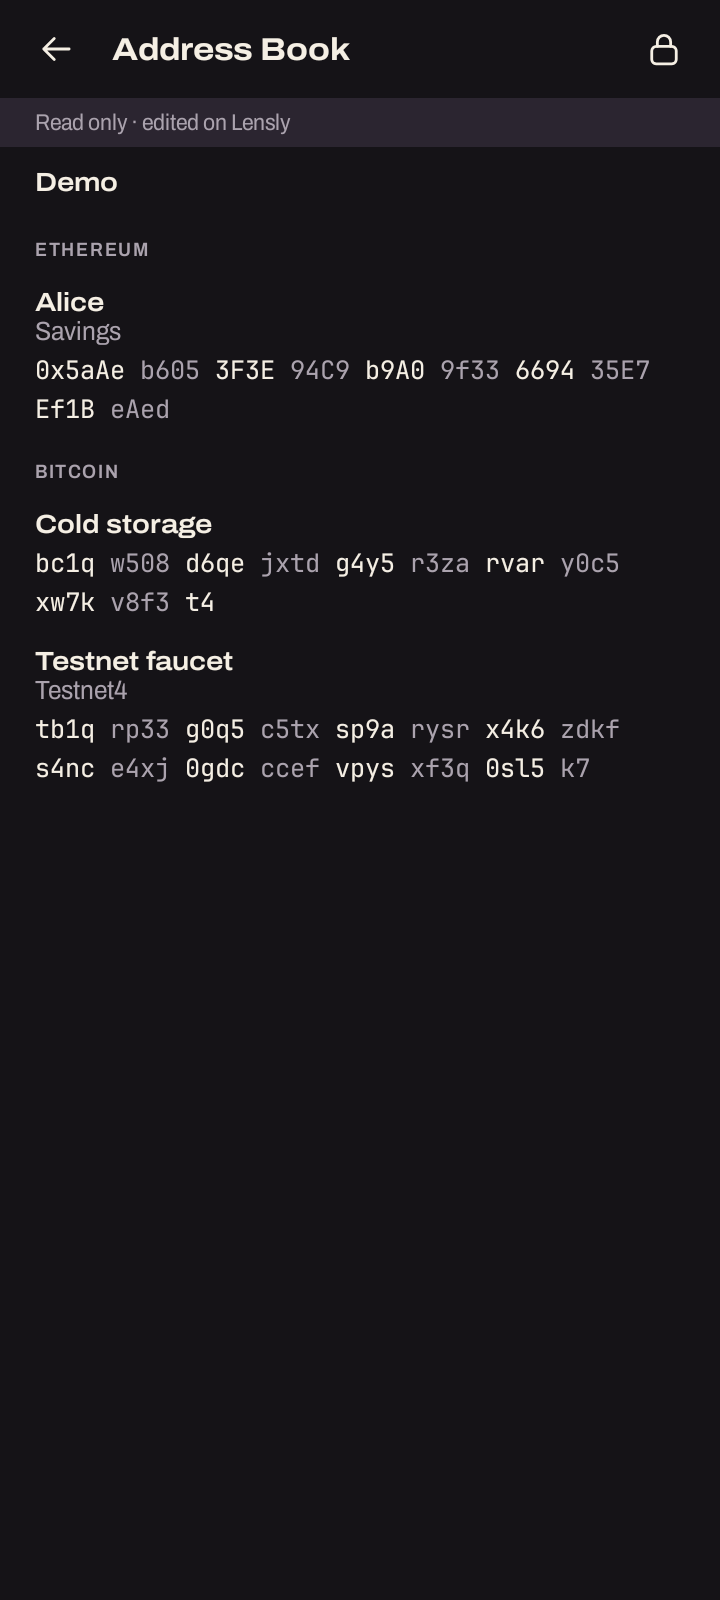 Address Book
Read only · edited on Lensly
Demo
ETHEREUM
Alice
Savings
0x5aAe b605 3F3E 94C9 b9A0 9f33 6694 35E7
Ef1B eAed
BITCOIN
Cold storage
bc1q w508 d6qe jxtd g4y5 r3za rvar y0c5
xw7k v8f3 t4
Testnet faucet
Testnet4
tb1q rp33 g0q5 c5tx sp9a rysr x4k6 zdkf
s4nc e4xj 0gdc ccef vpys xf3q 0sl5 k7